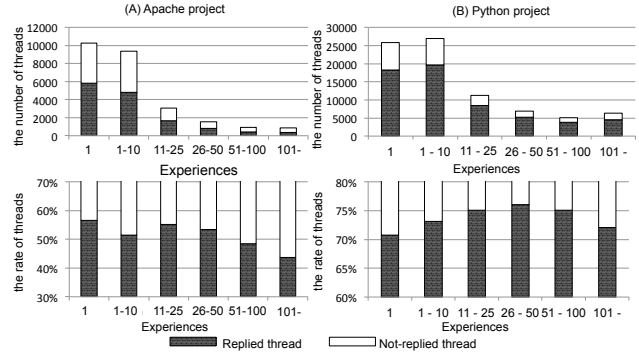 (A) Apache project
the number of threads
12000
10000
8000
6000
4000
2000
0
1 1-10 11-25 26-50 51-100 101-
Experiences
(B) Python project
the number of threads
30000
25000
20000
15000
10000
5000
0
1 1 - 10 11 - 25 26 - 50 51 - 100 101 -
Experiences
the rate of threads
70%
60%
50%
40%
30%
1 1-10 11-25 26-50 51-100 101-
Experiences
the rate of threads
80%
75%
70%
65%
60%
1 1 - 10 11 - 25 26 - 50 51 - 100 101 -
Experiences
Replied thread Not-replied thread